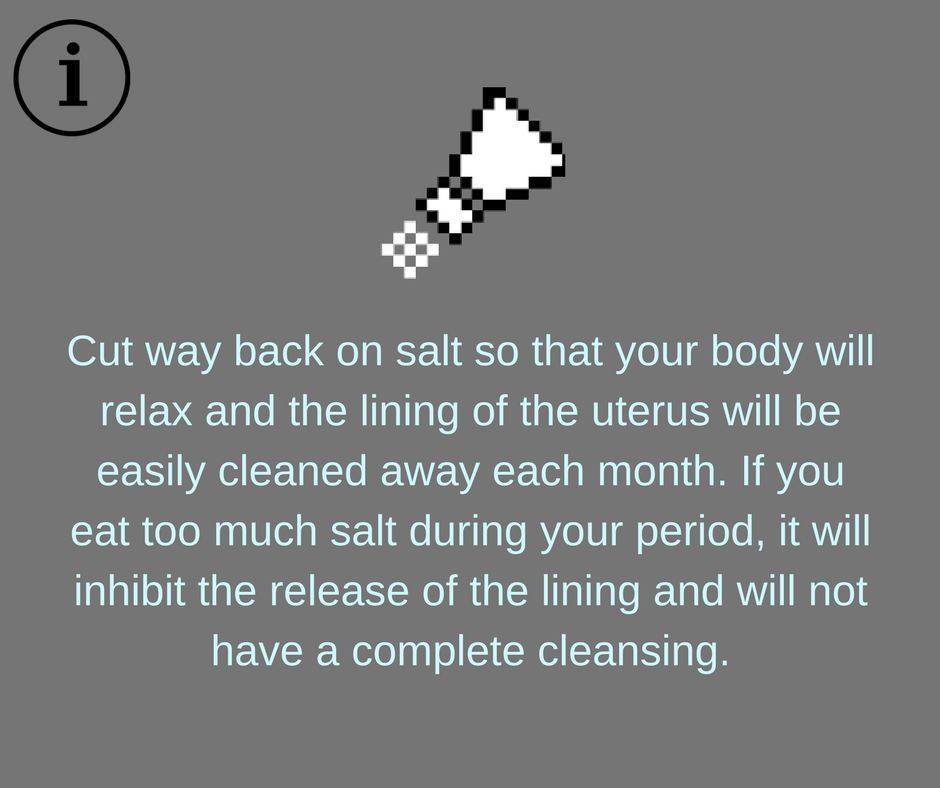 i
Cut way back on salt so that your body will
relax and the lining of the uterus will be
easily cleaned away each month. If you
eat too much salt during your period, it will
inhibit the release of the lining and will not
have a complete cleansing.